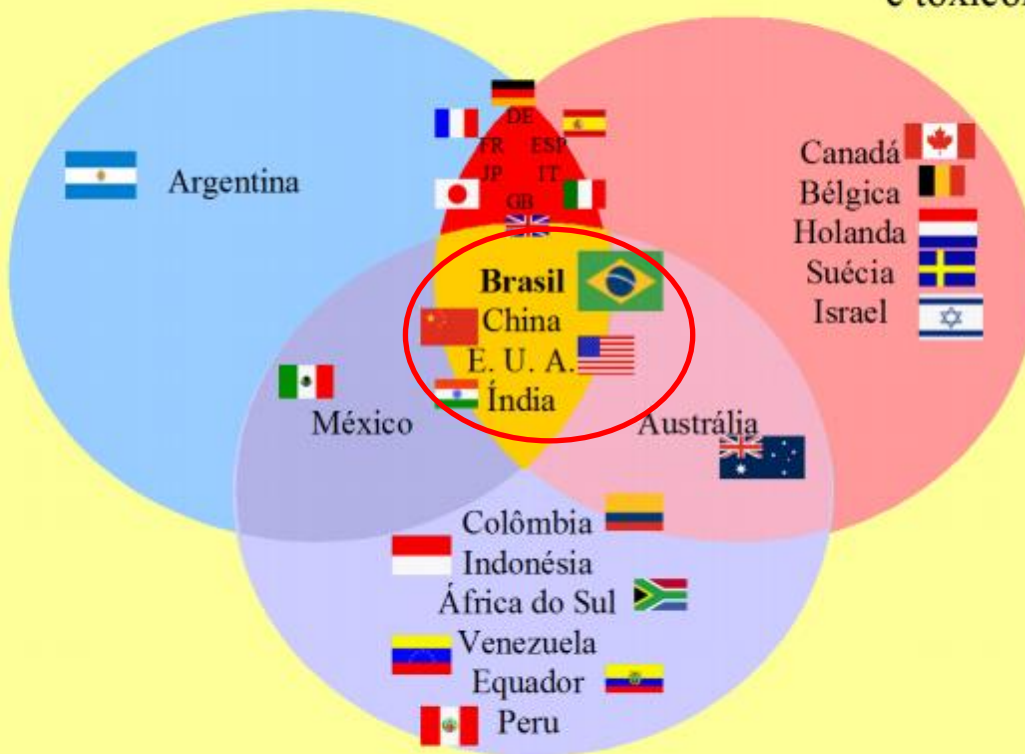 DE
FR ESP
JP IT
GB
Argentina
Canadá
Bélgica
Holanda
Suécia
Israel
Brasil
China
E. U. A.
Índia
México
Austrália
Colômbia
Indonésia
África do Sul
Venezuela
Equador
Peru